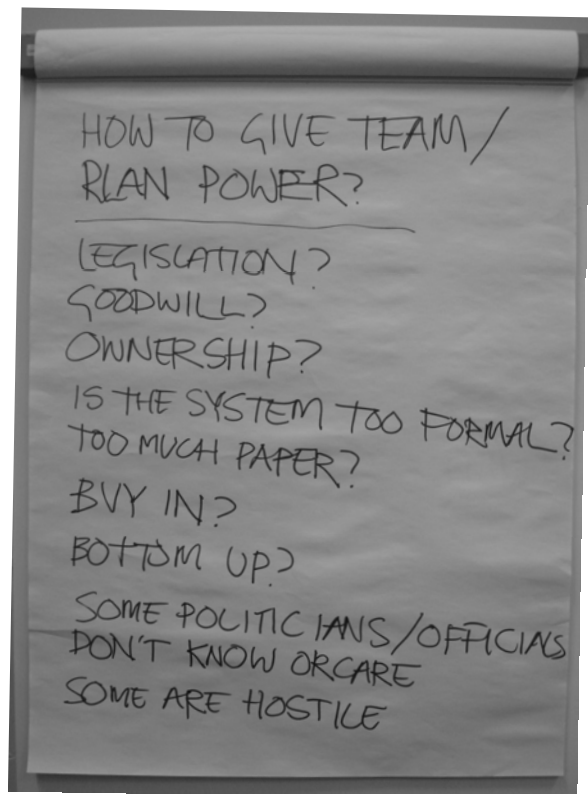 HOW TO GIVE TEAM/
PLAN POWER?
LEGISLATION?
GOODWILL?
OWNERSHIP?
IS THE SYSTEM TOO FORMAL?
TOO MUCH PAPER?
BUY IN?
BOTTOM UP?
SOME POLITICIANS/OFFICIALS
DON'T KNOW OR CARE
SOME ARE HOSTILE